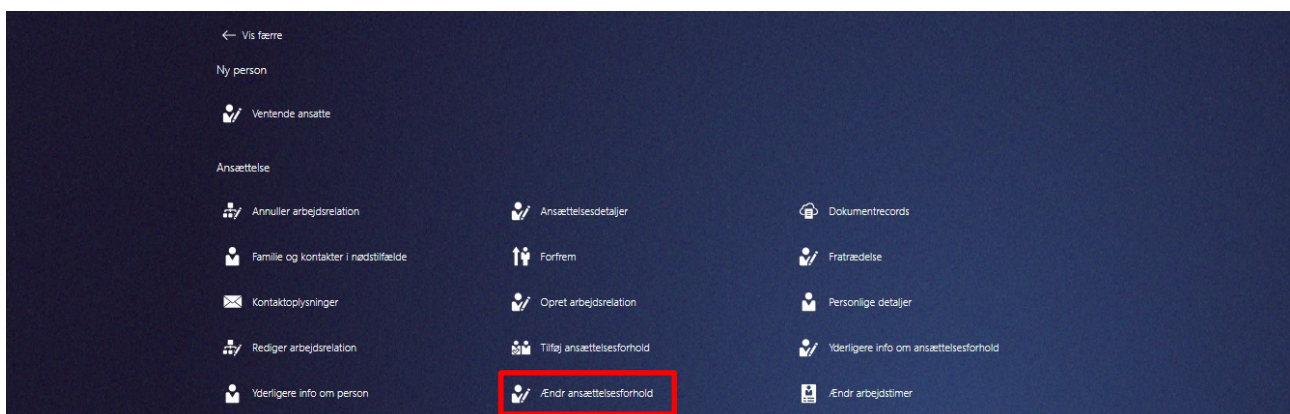 ← Vis færre
Ny person
Ventende ansatte
Ansættelse
Annuller arbejdsrelation
Ansættelsesdetaljer
Dokumentrecords
Familie og kontakter i nødstilfælde
Forfrem
Fratrædelse
Kontaktoplysninger
Opret arbejdsrelation
Personlige detaljer
Rediger arbejdsrelation
Tilføj ansættelsesforhold
Yderligere info om ansættelsesforhold
Yderligere info om person
Ændr ansættelsesforhold
Ændr arbejdstimer